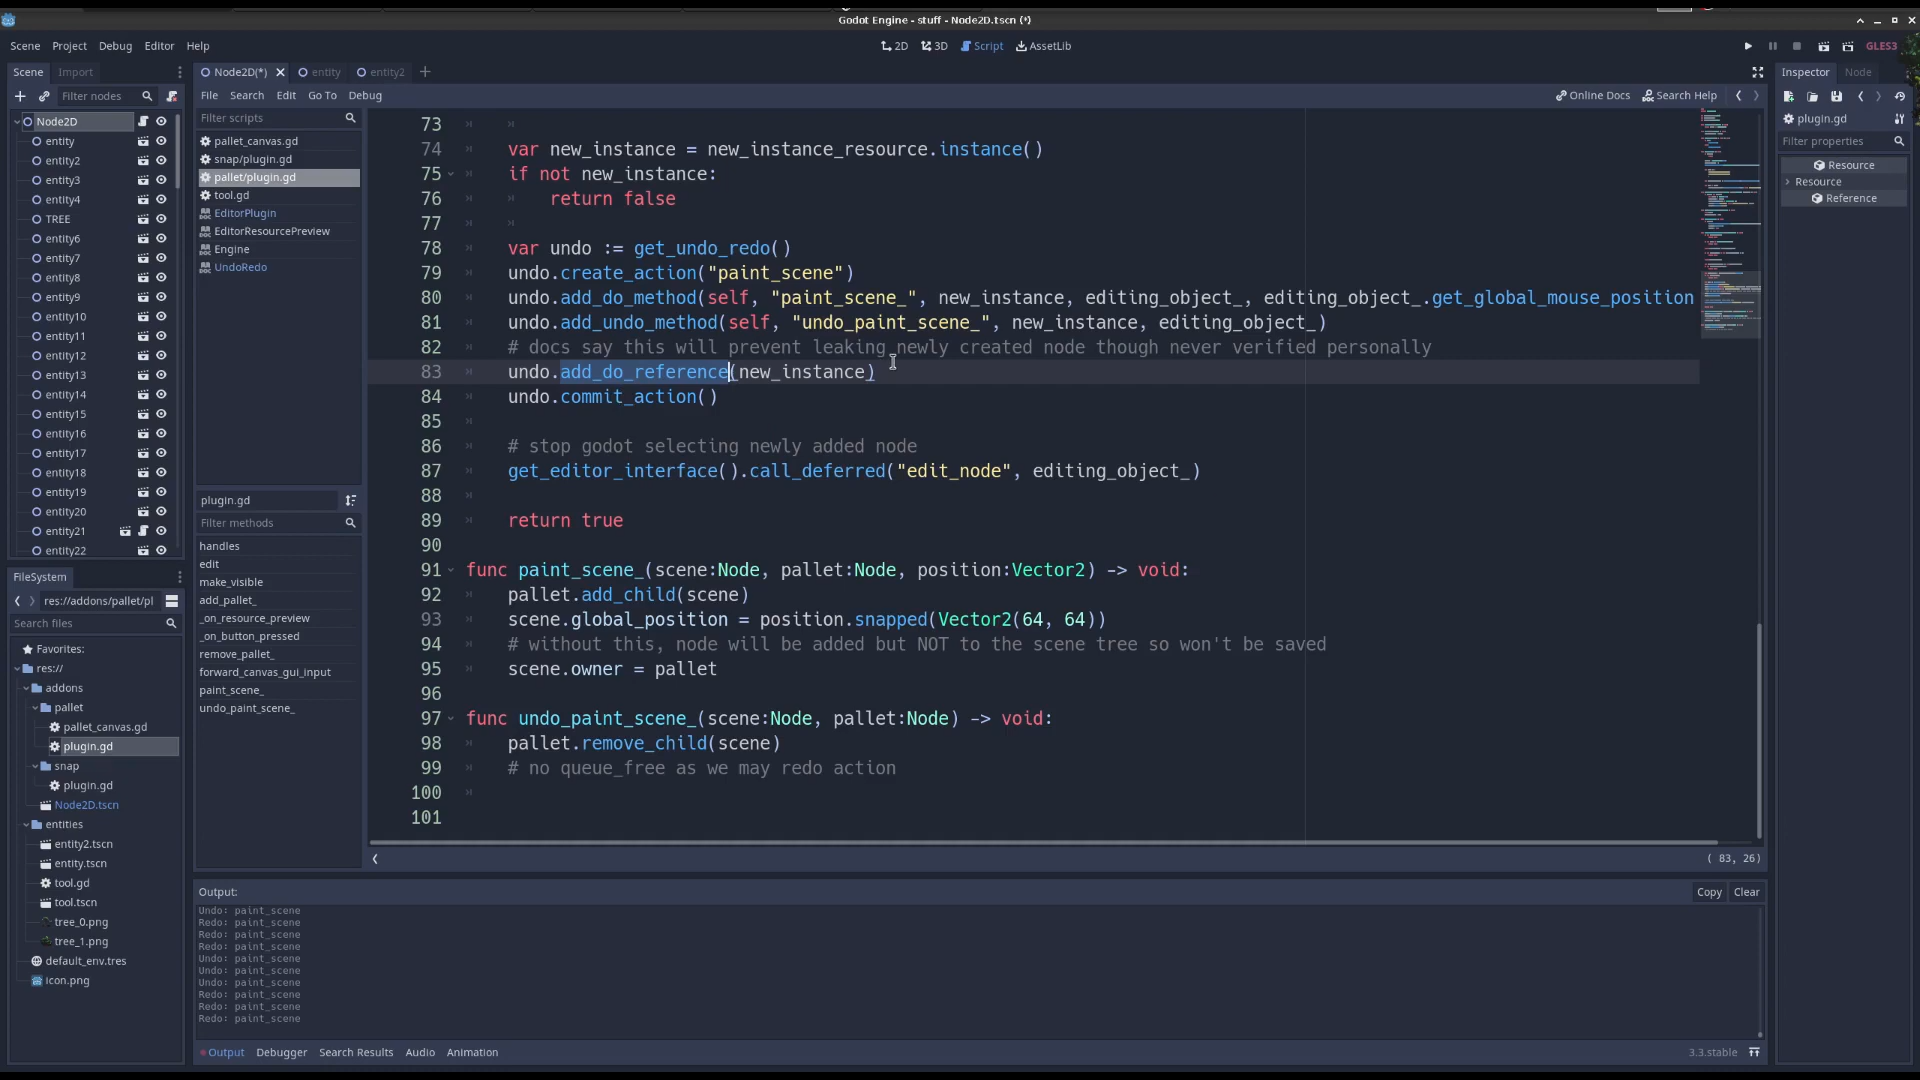 Godot Engine - stuff - Node2D.tscn (*)
Scene Project Debug Editor Help
2D 3D Script AssetLib
GLES3
Scene Import
Filter nodes
Node2D
entity
entity2
entity3
entity4
TREE
entity6
entity7
entity8
entity9
entity10
entity11
entity12
entity13
entity14
entity15
entity16
entity17
entity18
entity19
entity20
entity21
entity22
FileSystem
res://addons/pallet/pl
Search files
Favorites:
res://
addons
pallet
pallet_canvas.gd
plugin.gd
snap
plugin.gd
Node2D.tscn
entities
entity2.tscn
entity.tscn
tool.gd
tool.tscn
tree_0.png
tree_1.png
default_env.tres
icon.png
Node2D(*) entity entity2
File Search Edit Go To Debug
Online Docs Search Help
Filter scripts
pallet_canvas.gd
snap/plugin.gd
pallet/plugin.gd
tool.gd
EditorPlugin
EditorResourcePreview
Engine
UndoRedo
plugin.gd
Filter methods
handles
edit
make_visible
add_pallet_
_on_resource_preview
_on_button_pressed
remove_pallet_
forward_canvas_gui_input
paint_scene_
undo_paint_scene_
73
74 var new_instance = new_instance_resource.instance()
75 if not new_instance:
76 return false
77
78 var undo := get_undo_redo()
79 undo.create_action("paint_scene")
80 undo.add_do_method(self, "paint_scene_", new_instance, editing_object_, editing_object_.get_global_mouse_position
81 undo.add_undo_method(self, "undo_paint_scene_", new_instance, editing_object_)
82 # docs say this will prevent leaking newly created node though never verified personally
83 undo.add_do_reference(new_instance)
84 undo.commit_action()
85
86 # stop godot selecting newly added node
87 get_editor_interface().call_deferred("edit_node", editing_object_)
88
89 return true
90
91 func paint_scene_(scene:Node, pallet:Node, position:Vector2) -> void:
92 pallet.add_child(scene)
93 scene.global_position = position.snapped(Vector2(64, 64))
94 # without this, node will be added but NOT to the scene tree so won't be saved
95 scene.owner = pallet
96
97 func undo_paint_scene_(scene:Node, pallet:Node) -> void:
98 pallet.remove_child(scene)
99 # no queue_free as we may redo action
100
101
( 83, 26)
Output:
Copy Clear
Undo: paint_scene
Redo: paint_scene
Redo: paint_scene
Redo: paint_scene
Undo: paint_scene
Undo: paint_scene
Undo: paint_scene
Redo: paint_scene
Redo: paint_scene
Redo: paint_scene
Output Debugger Search Results Audio Animation
3.3.stable
Inspector Node
plugin.gd
Filter properties
Resource
Resource
Reference